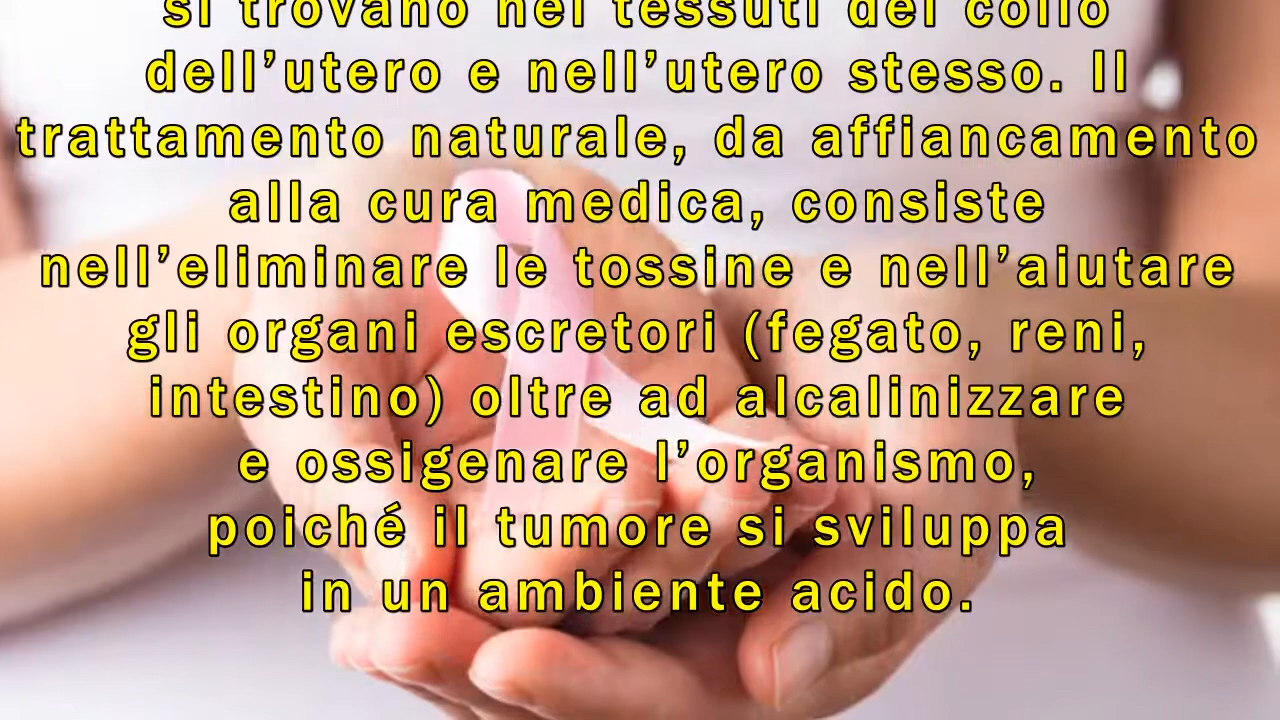 si trovano nei tessuti del collo
dell’utero e nell’utero stesso. Il
trattamento naturale, da affiancamento
alla cura medica, consiste
nell’eliminare le tossine e nell’aiutare
gli organi escretori (fegato, reni,
intestino) oltre ad alcalinizzare
e ossigenare l’organismo,
poiché il tumore si sviluppa
in un ambiente acido.